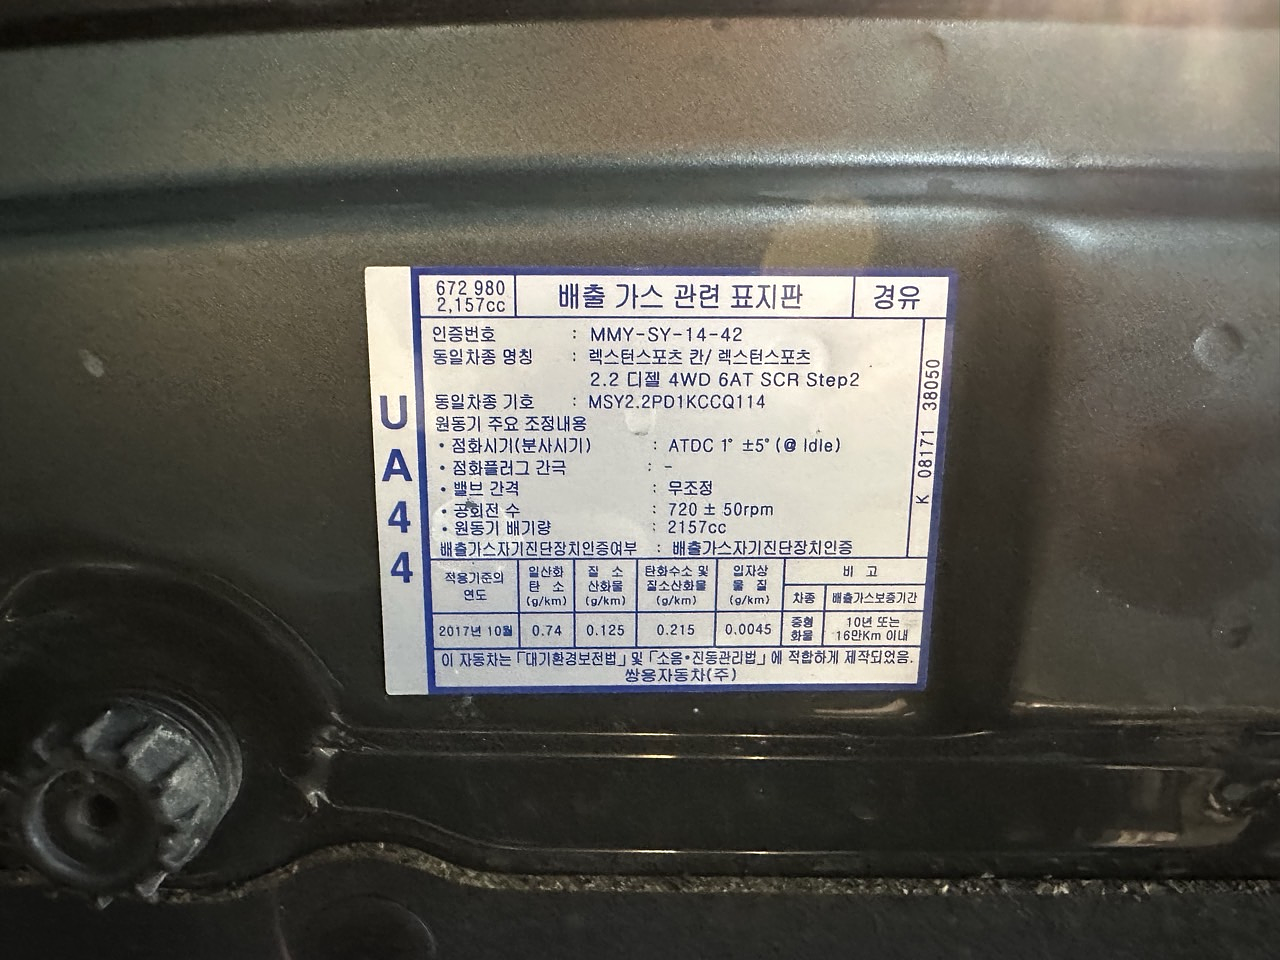 672 980
2,157cc
배출 가스 관련 표지판
경유
인증번호 : MMY-SY-14-42
동일차종 명칭 : 렉스턴스포츠 칸/ 렉스턴스포츠
2.2 디젤 4WD 6AT SCR Step2
동일차종 기호 : MSY2.2PD1KCCQ114
원동기 주요 조정내용
• 점화시기(분사시기) : ATDC 1° ±5° (@ Idle)
• 점화플러그 간극 : -
• 밸브 간격 : 무조정
• 공회전 수 : 720 ± 50rpm
• 원동기 배기량 : 2157cc
배출가스자기진단장치인증여부 : 배출가스자기진단장치인증
K 08171 38050
UA44
적용기준의
연도
일산화
탄 소
(g/km)
질 소
산화물
(g/km)
탄화수소 및
질소산화물
(g/km)
입자상
물 질
(g/km)
비 고
차종
배출가스보증기간
2017년 10월
0.74
0.125
0.215
0.0045
중형
화물
10년 또는
16만Km 이내
이 자동차는 「대기환경보전법」 및 「소음•진동관리법」 에 적합하게 제작되었음.
쌍용자동차(주)